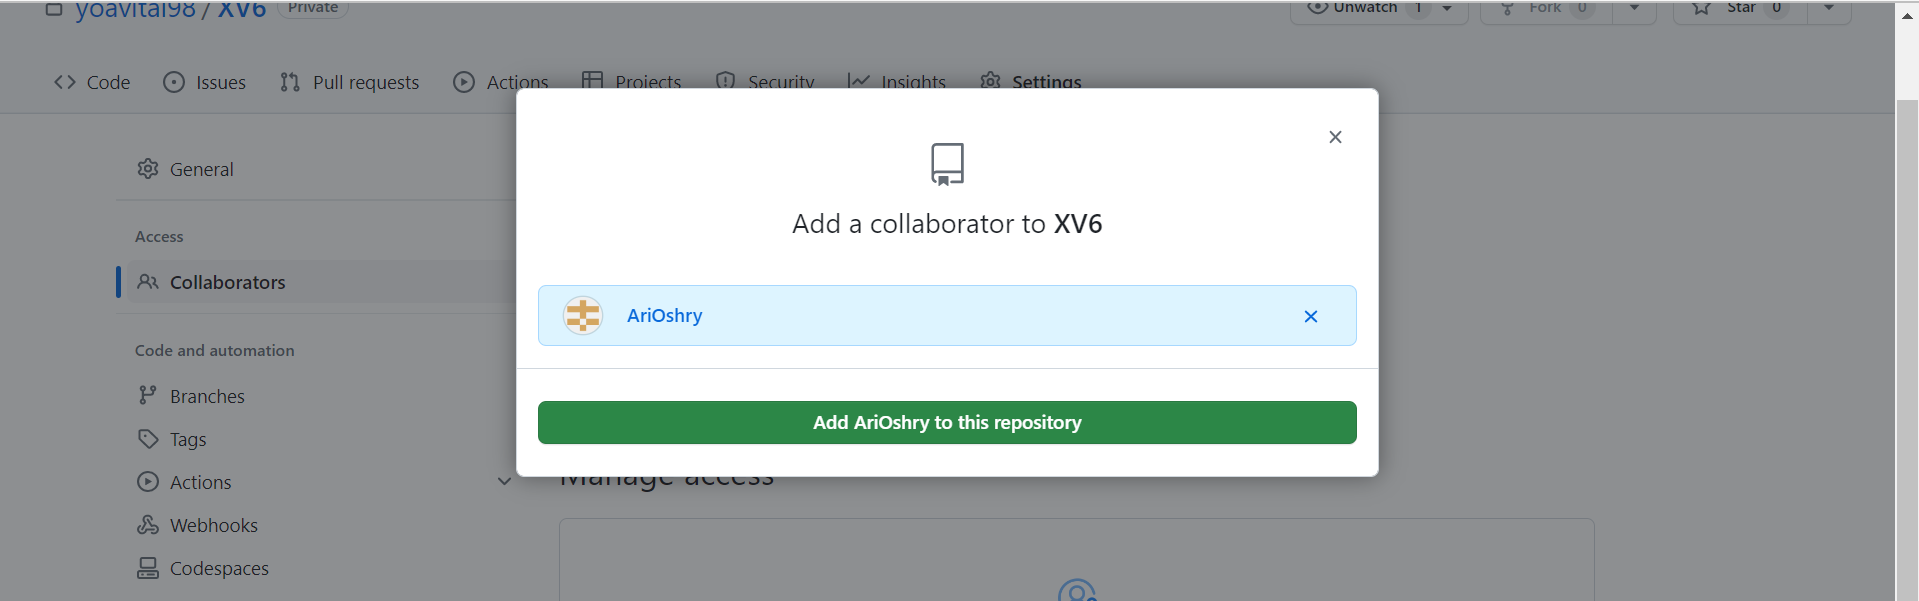 yoavital98 / XV6 Private
Unwatch 1 Fork 0 Star 0
Code Issues Pull requests Actions Projects Security Insights Settings
General
Access
Collaborators
Code and automation
Branches
Tags
Actions
Webhooks
Codespaces
Add a collaborator to XV6
AriOshry
Add AriOshry to this repository
Manage access